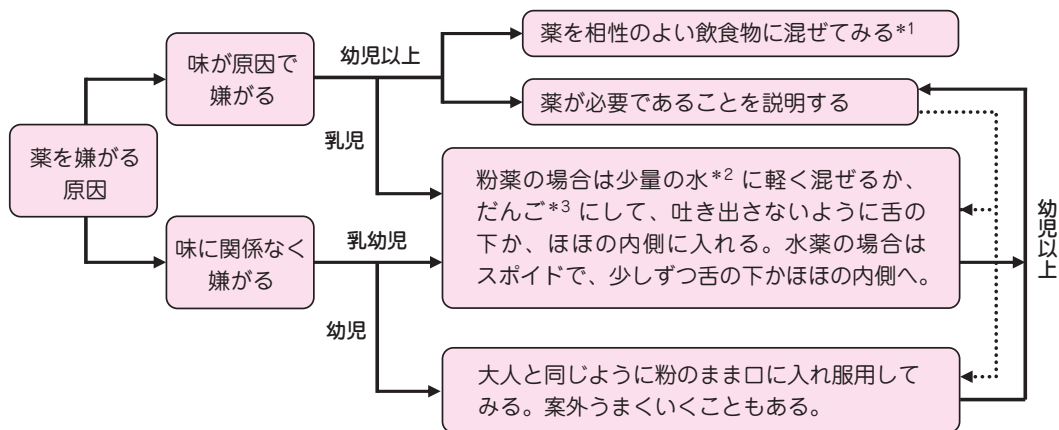 薬を嫌がる
原因
味が原因で
嫌がる
幼児以上
薬を相性のよい飲食物に混ぜてみる*1
薬が必要であることを説明する
乳児
粉薬の場合は少量の水*2 に軽く混ぜるか、
だんご*3 にして、吐き出さないように舌の
下か、ほほの内側に入れる。水薬の場合は
スポイドで、少しずつ舌の下かほほの内側へ。
味に関係なく
嫌がる
乳幼児
幼児
大人と同じように粉のまま口に入れ服用して
みる。案外うまくいくこともある。
幼児以上